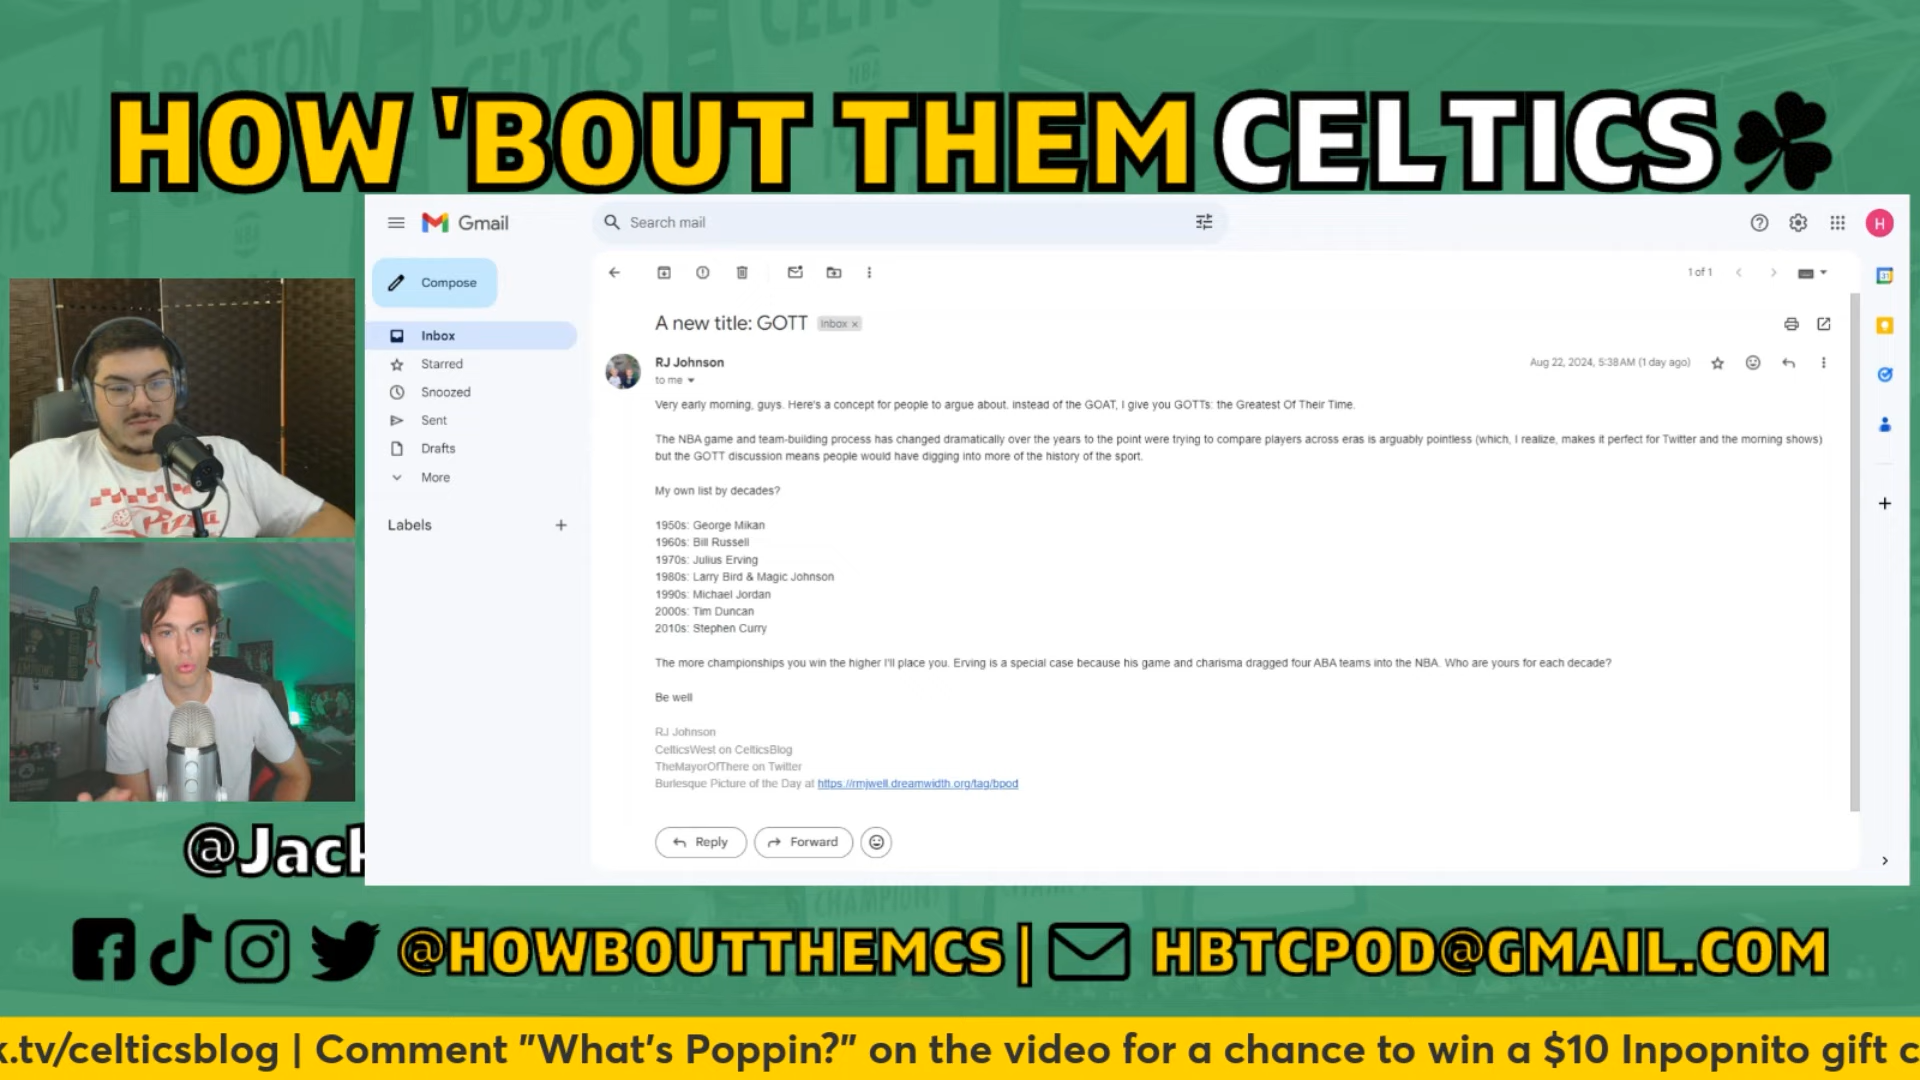 HOW 'BOUT THEM CELTICS
Gmail
Search mail
H
Compose
1 of 1
Inbox
Starred
Snoozed
Sent
Drafts
More
Labels
A new title: GOTT Inbox x
RJ Johnson
Aug 22, 2024, 5:38AM (1 day ago)
to me
Very early morning, guys. Here's a concept for people to argue about. instead of the GOAT, I give you GOTTs: the Greatest Of Their Time.
The NBA game and team-building process has changed dramatically over the years to the point were trying to compare players across eras is arguably pointless (which, I realize, makes it perfect for Twitter and the morning shows)
but the GOTT discussion means people would have digging into more of the history of the sport.
My own list by decades?
1950s: George Mikan
1960s: Bill Russell
1970s: Julius Erving
1980s: Larry Bird & Magic Johnson
1990s: Michael Jordan
2000s: Tim Duncan
2010s: Stephen Curry
The more championships you win the higher I'll place you. Erving is a special case because his game and charisma dragged four ABA teams into the NBA. Who are yours for each decade?
Be well
RJ Johnson
CelticsWest on CelticsBlog
TheMayorOfThere on Twitter
Burlesque Picture of the Day at https://rmjwell.dreamwidth.org/tag/bpod
Reply
Forward
@Jack
@HOWBOUTTHEMCS | HBTCPOD@GMAIL.COM
k.tv/celticsblog | Comment "What's Poppin?" on the video for a chance to win a $10 Inpopnito gift c